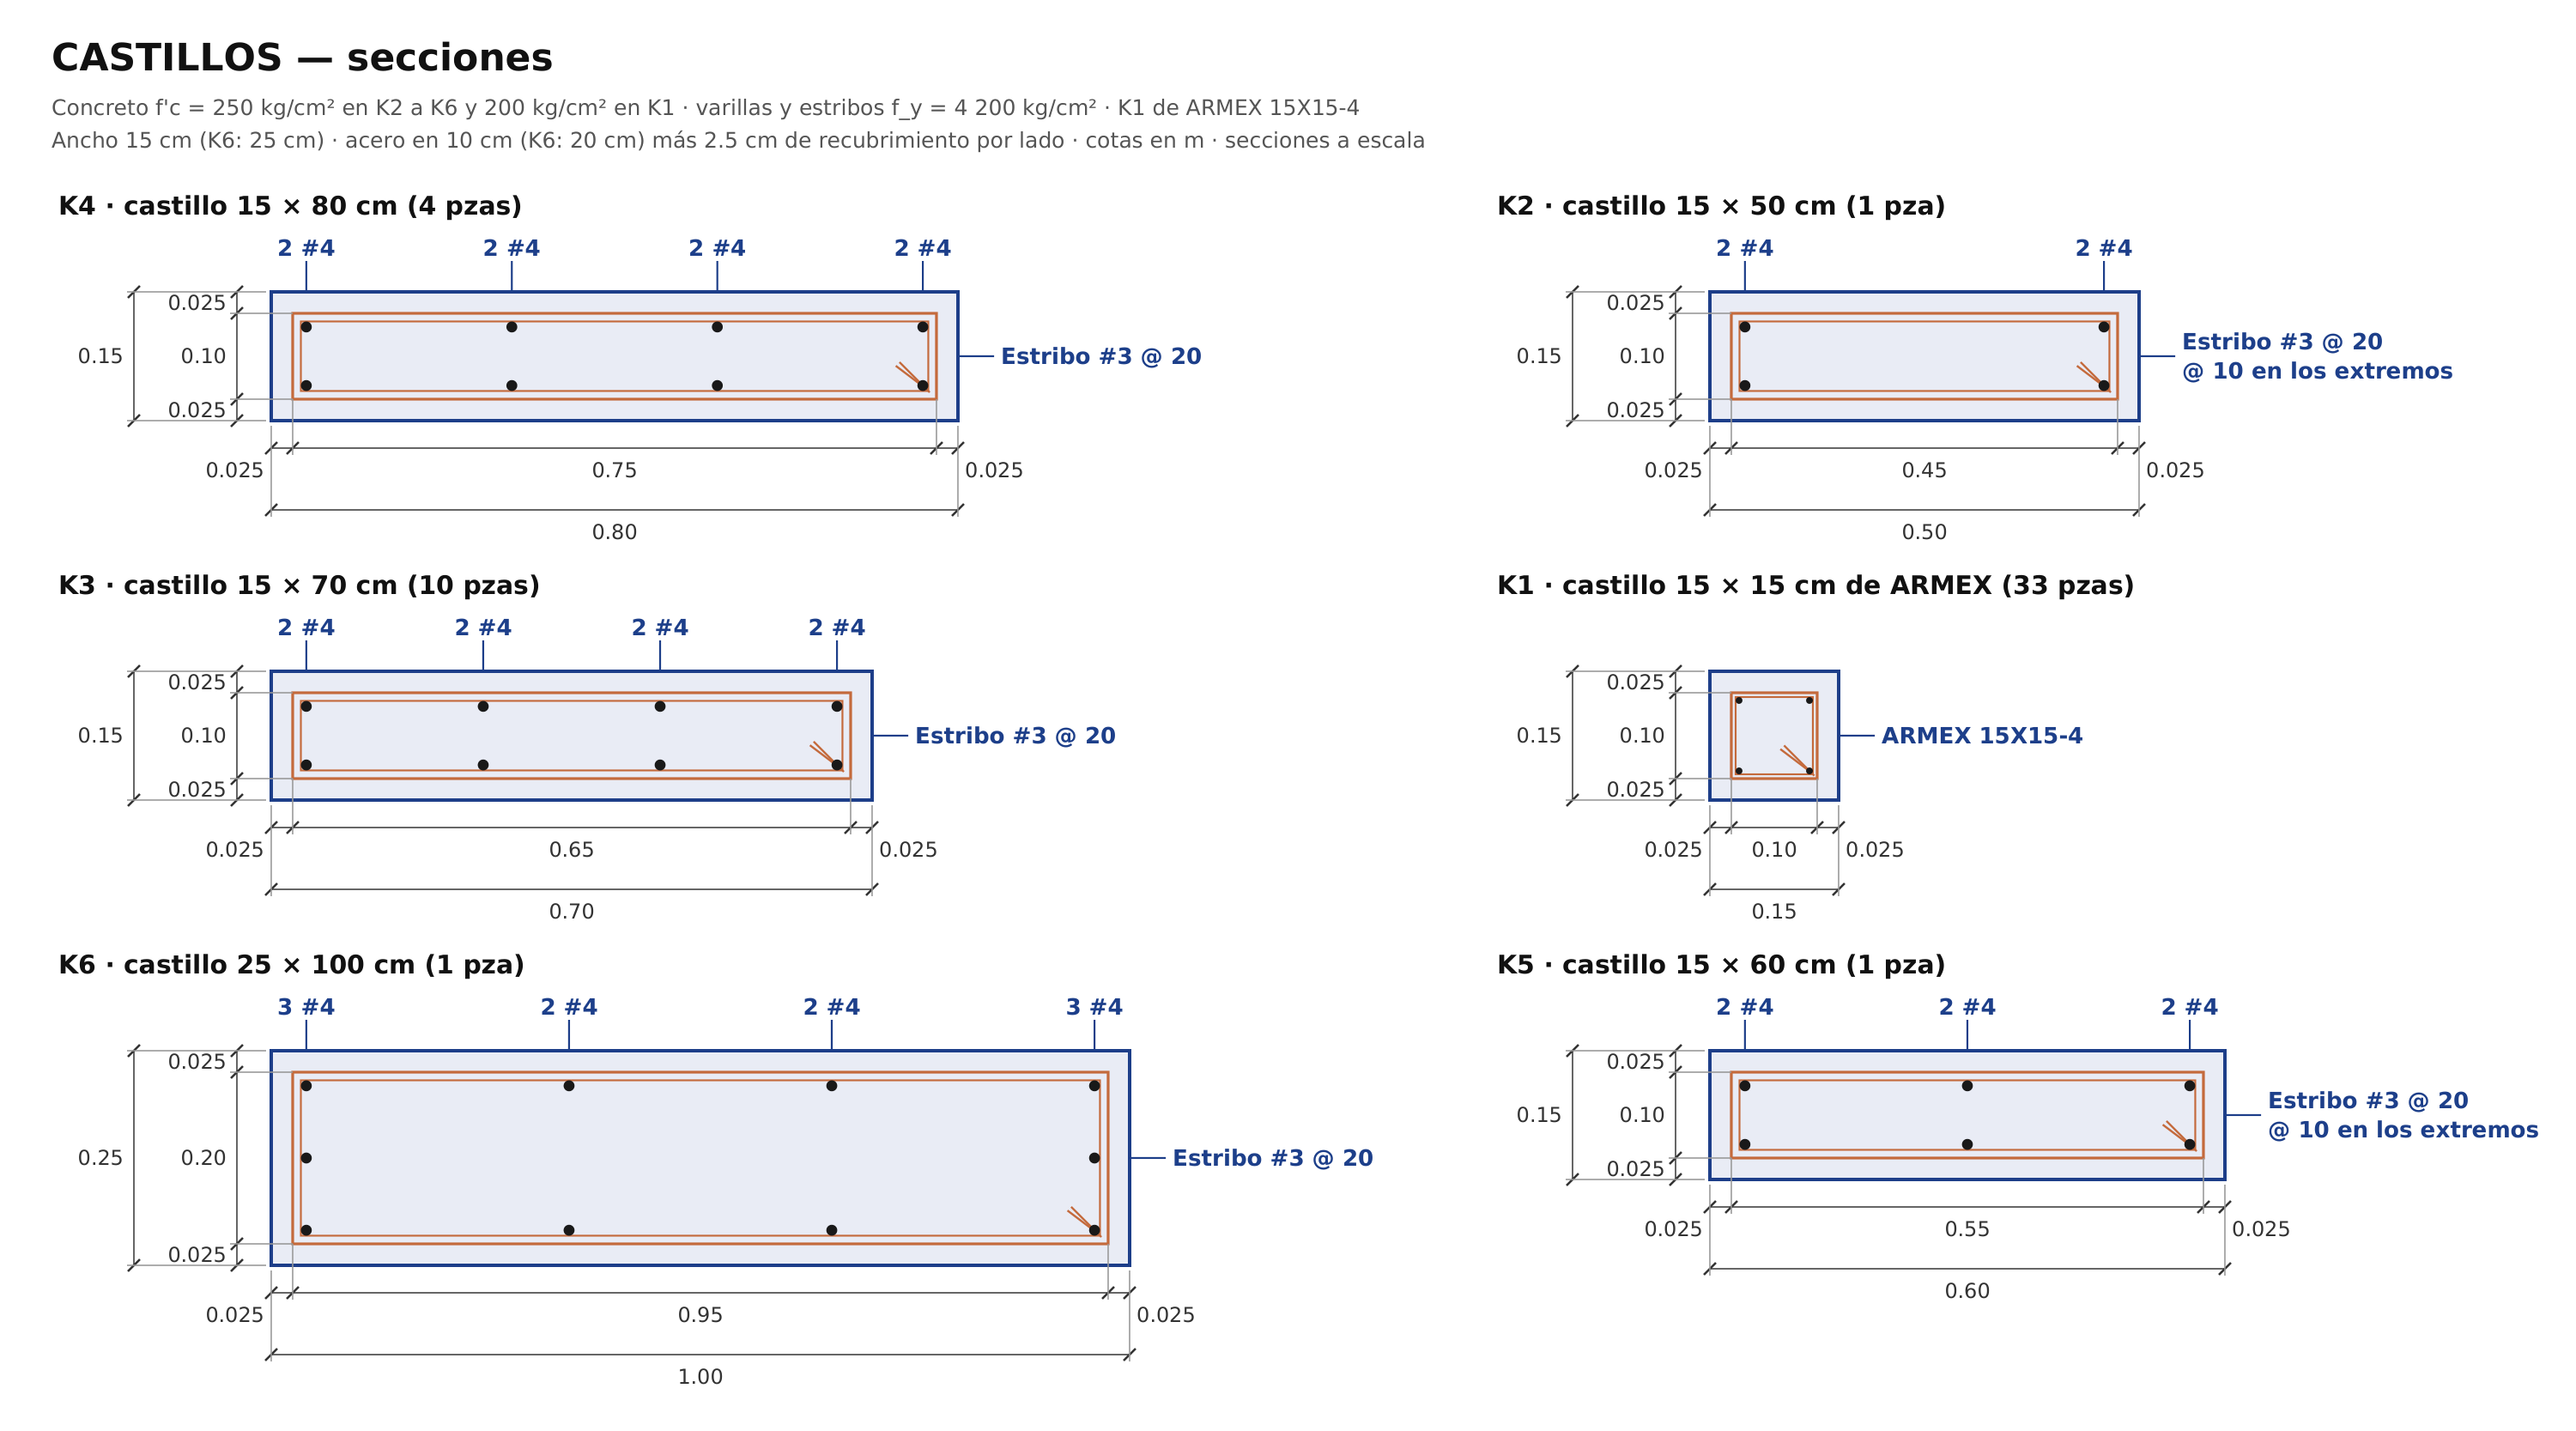 CASTILLOS — secciones
Concreto f'c = 250 kg/cm² en K2 a K6 y 200 kg/cm² en K1 · varillas y estribos f_y = 4 200 kg/cm² · K1 de ARMEX 15X15-4
Ancho 15 cm (K6: 25 cm) · acero en 10 cm (K6: 20 cm) más 2.5 cm de recubrimiento por lado · cotas en m · secciones a escala
K4 · castillo 15 × 80 cm (4 pzas)
2 #4 2 #4 2 #4 2 #4
0.025
0.15 0.10
0.025
Estribo #3 @ 20
0.025 0.75 0.025
0.80
K2 · castillo 15 × 50 cm (1 pza)
2 #4 2 #4
0.025
0.15 0.10
0.025
Estribo #3 @ 20
@ 10 en los extremos
0.025 0.45 0.025
0.50
K3 · castillo 15 × 70 cm (10 pzas)
2 #4 2 #4 2 #4 2 #4
0.025
0.15 0.10
0.025
Estribo #3 @ 20
0.025 0.65 0.025
0.70
K1 · castillo 15 × 15 cm de ARMEX (33 pzas)
0.025
0.15 0.10
0.025
ARMEX 15X15-4
0.025 0.10 0.025
0.15
K6 · castillo 25 × 100 cm (1 pza)
3 #4 2 #4 2 #4 3 #4
0.025
0.25 0.20
0.025
Estribo #3 @ 20
0.025 0.95 0.025
1.00
K5 · castillo 15 × 60 cm (1 pza)
2 #4 2 #4 2 #4
0.025
0.15 0.10
0.025
Estribo #3 @ 20
@ 10 en los extremos
0.025 0.55 0.025
0.60